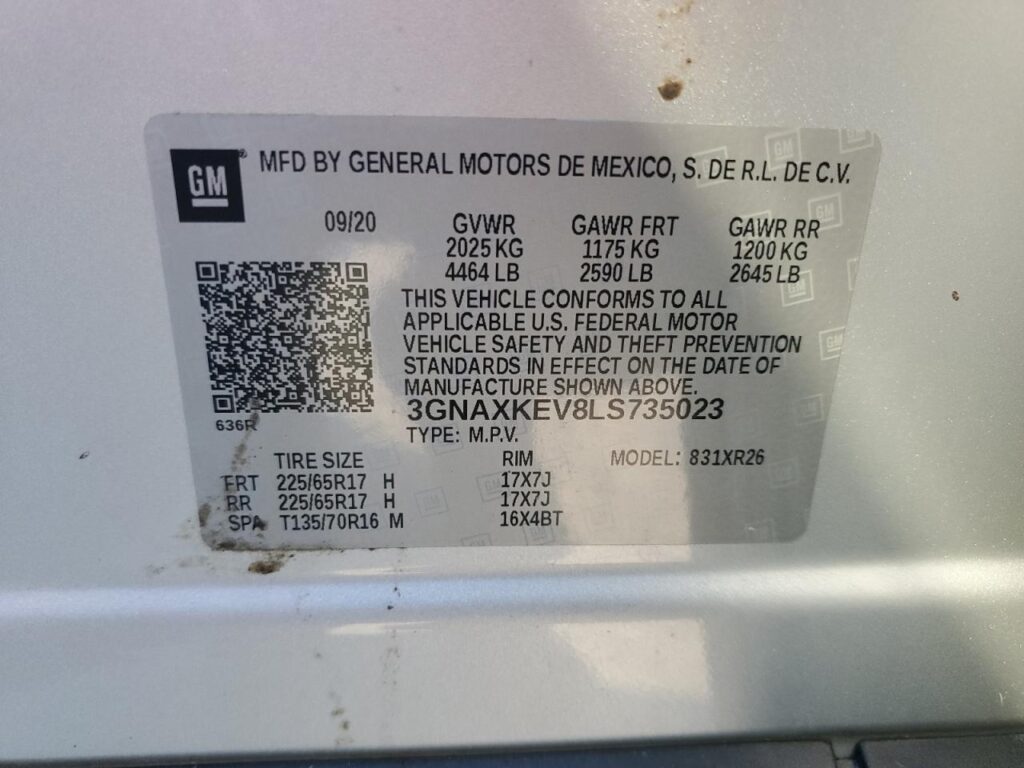 GM
MFD BY GENERAL MOTORS DE MEXICO, S. DE R.L. DE C.V.
09/20 GVWR GAWR FRT GAWR RR
2025 KG 1175 KG 1200 KG
4464 LB 2590 LB 2645 LB
THIS VEHICLE CONFORMS TO ALL
APPLICABLE U.S. FEDERAL MOTOR
VEHICLE SAFETY AND THEFT PREVENTION
STANDARDS IN EFFECT ON THE DATE OF
MANUFACTURE SHOWN ABOVE.
3GNAXKEV8LS735023
636R
TYPE: M.P.V.
TIRE SIZE RIM MODEL: 831XR26
FRT 225/65R17 H 17X7J
RR 225/65R17 H 17X7J
SPA T135/70R16 M 16X4BT